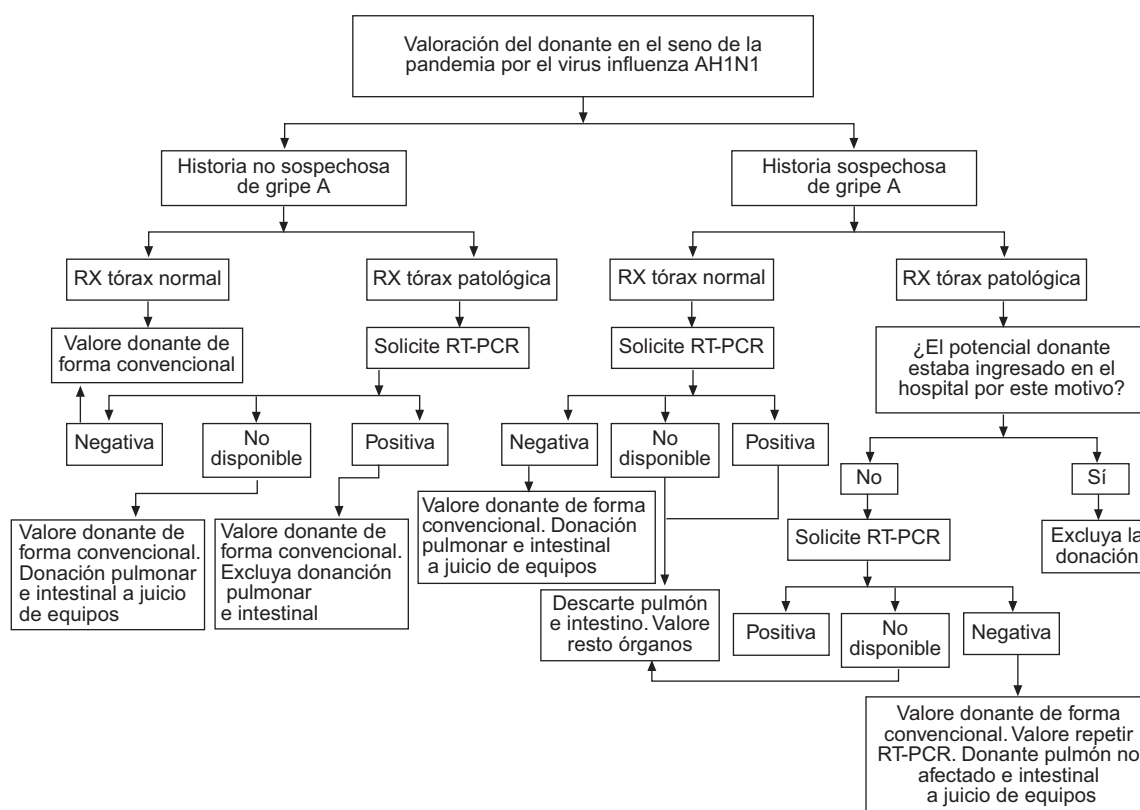 Valoración del donante en el seno de la
pandemia por el virus influenza AH1N1
Historia no sospechosa
de gripe A
Historia sospechosa
de gripe A
RX tórax normal
RX tórax patológica
RX tórax normal
RX tórax patológica
Valore donante de
forma convencional
Solicite RT-PCR
Solicite RT-PCR
¿El potencial donante
estaba ingresado en el
hospital por este motivo?
Negativa
No
disponible
Positiva
Negativa
No
disponible
Positiva
No
Sí
Valore donante de
forma convencional.
Donación pulmonar
e intestinal a juicio
de equipos
Valore donante de
forma convencional.
Excluya donanción
pulmonar
e intestinal
Valore donante de forma
convencional. Donación
pulmonar e intestinal
a juicio de equipos
Solicite RT-PCR
Excluya la
donación
Descarte pulmón
e intestino. Valore
resto órganos
Positiva
No
disponible
Negativa
Valore donante de forma
convencional. Valore repetir
RT-PCR. Donante pulmón no
afectado e intestinal
a juicio de equipos